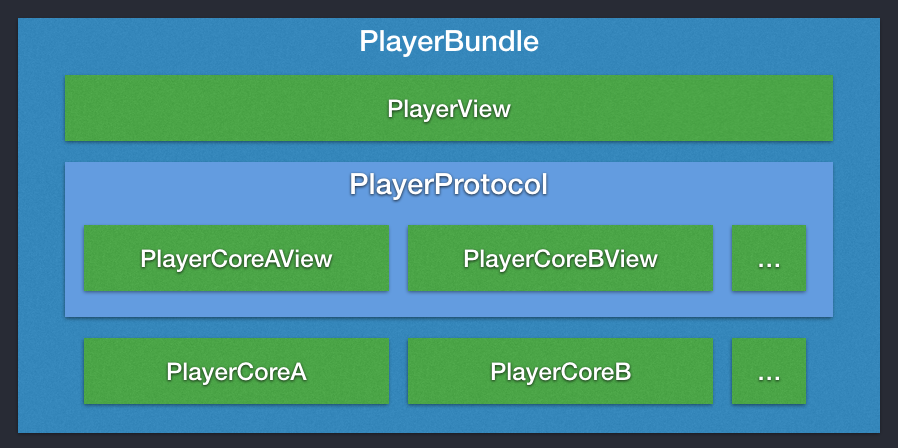 PlayerBundle
PlayerView
PlayerProtocol
PlayerCoreAView
PlayerCoreBView
...
PlayerCoreA
PlayerCoreB
...